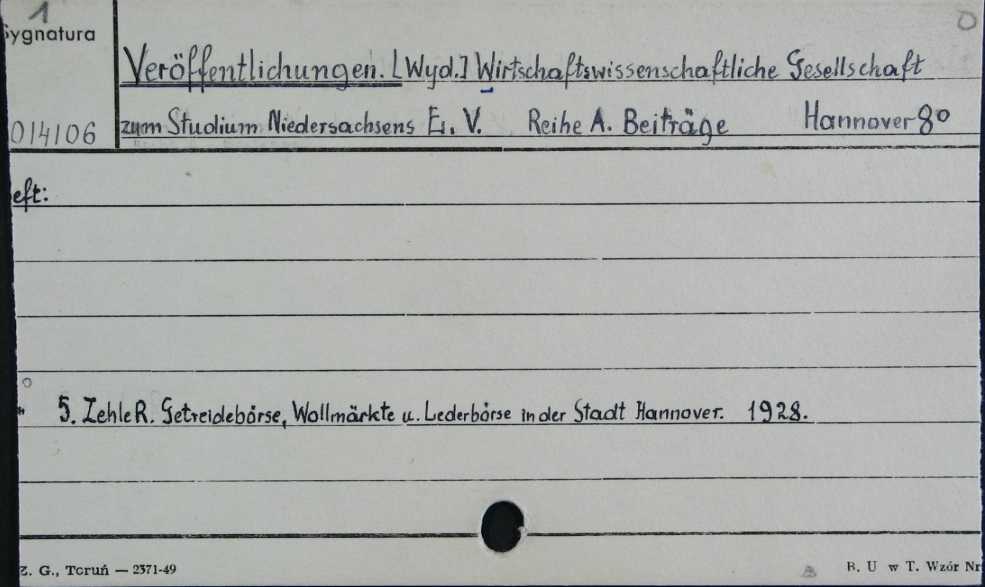 1
Sygnatura
Veröffentlichungen. [Wyd.] Wirtschaftswissenschaftliche Gesellschaft
014106 zum Studium Niedersachsens E. V. Reihe A. Beiträge Hannover 8°
eft:
5. Zehle R. Getreidebörse, Wollmärkte u. Lederbörse in der Stadt Hannover. 1928.
Z. G., Toruń — 2371-49 B. U w T. Wzór Nr